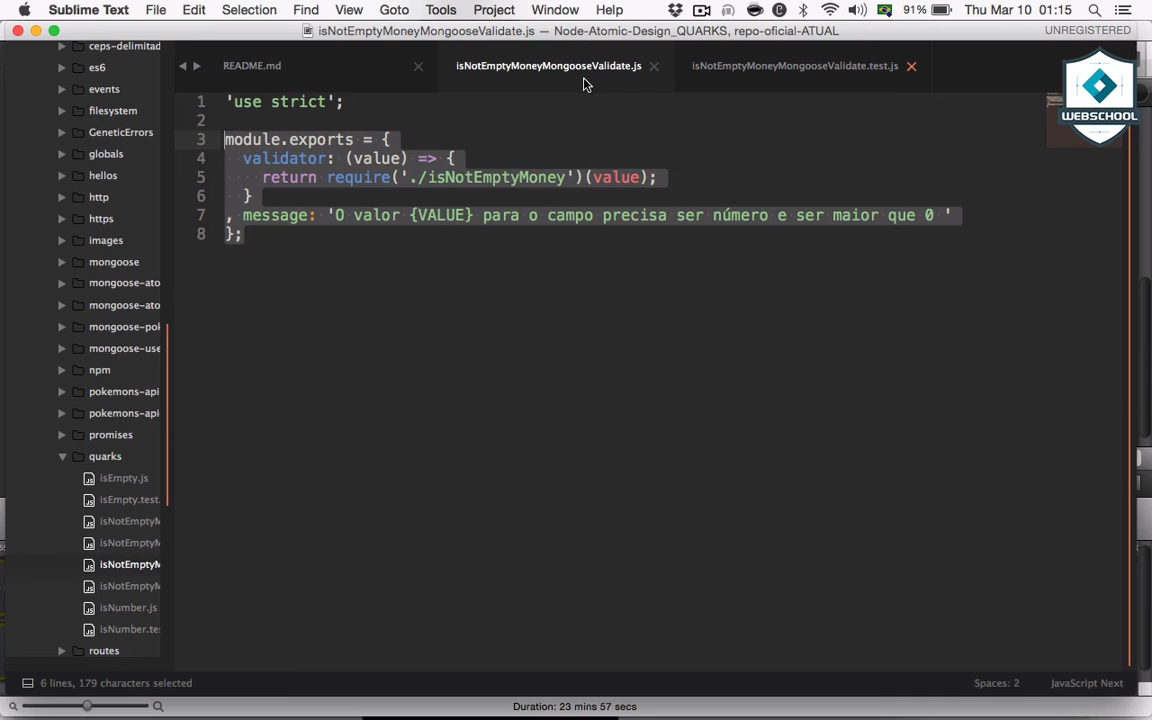 Sublime Text File Edit Selection Find View Goto Tools Project Window Help 91% Thu Mar 10 01:15
isNotEmptyMoneyMongooseValidate.js — Node-Atomic-Design_QUARKS, repo-oficial-ATUAL UNREGISTERED
README.md isNotEmptyMoneyMongooseValidate.js isNotEmptyMoneyMongooseValidate.test.js
WEBSCHOOL
1 'use strict';
2
3 module.exports = {
4 validator: (value) => {
5 return require('./isNotEmptyMoney')(value);
6 }
7 , message: 'O valor {VALUE} para o campo precisa ser número e ser maior que 0 '
8 };
ceps-delimitad
es6
events
filesystem
GeneticErrors
globals
hellos
http
https
images
mongoose
mongoose-ato
mongoose-ato
mongoose-pok
mongoose-use
npm
pokemons-api
pokemons-api
promises
quarks
isEmpty.js
isEmpty.test.
isNotEmptyM
isNotEmptyM
isNotEmptyM
isNotEmptyM
isNumber.js
isNumber.te
routes
6 lines, 179 characters selected Spaces: 2 JavaScript Next
Duration: 23 mins 57 secs